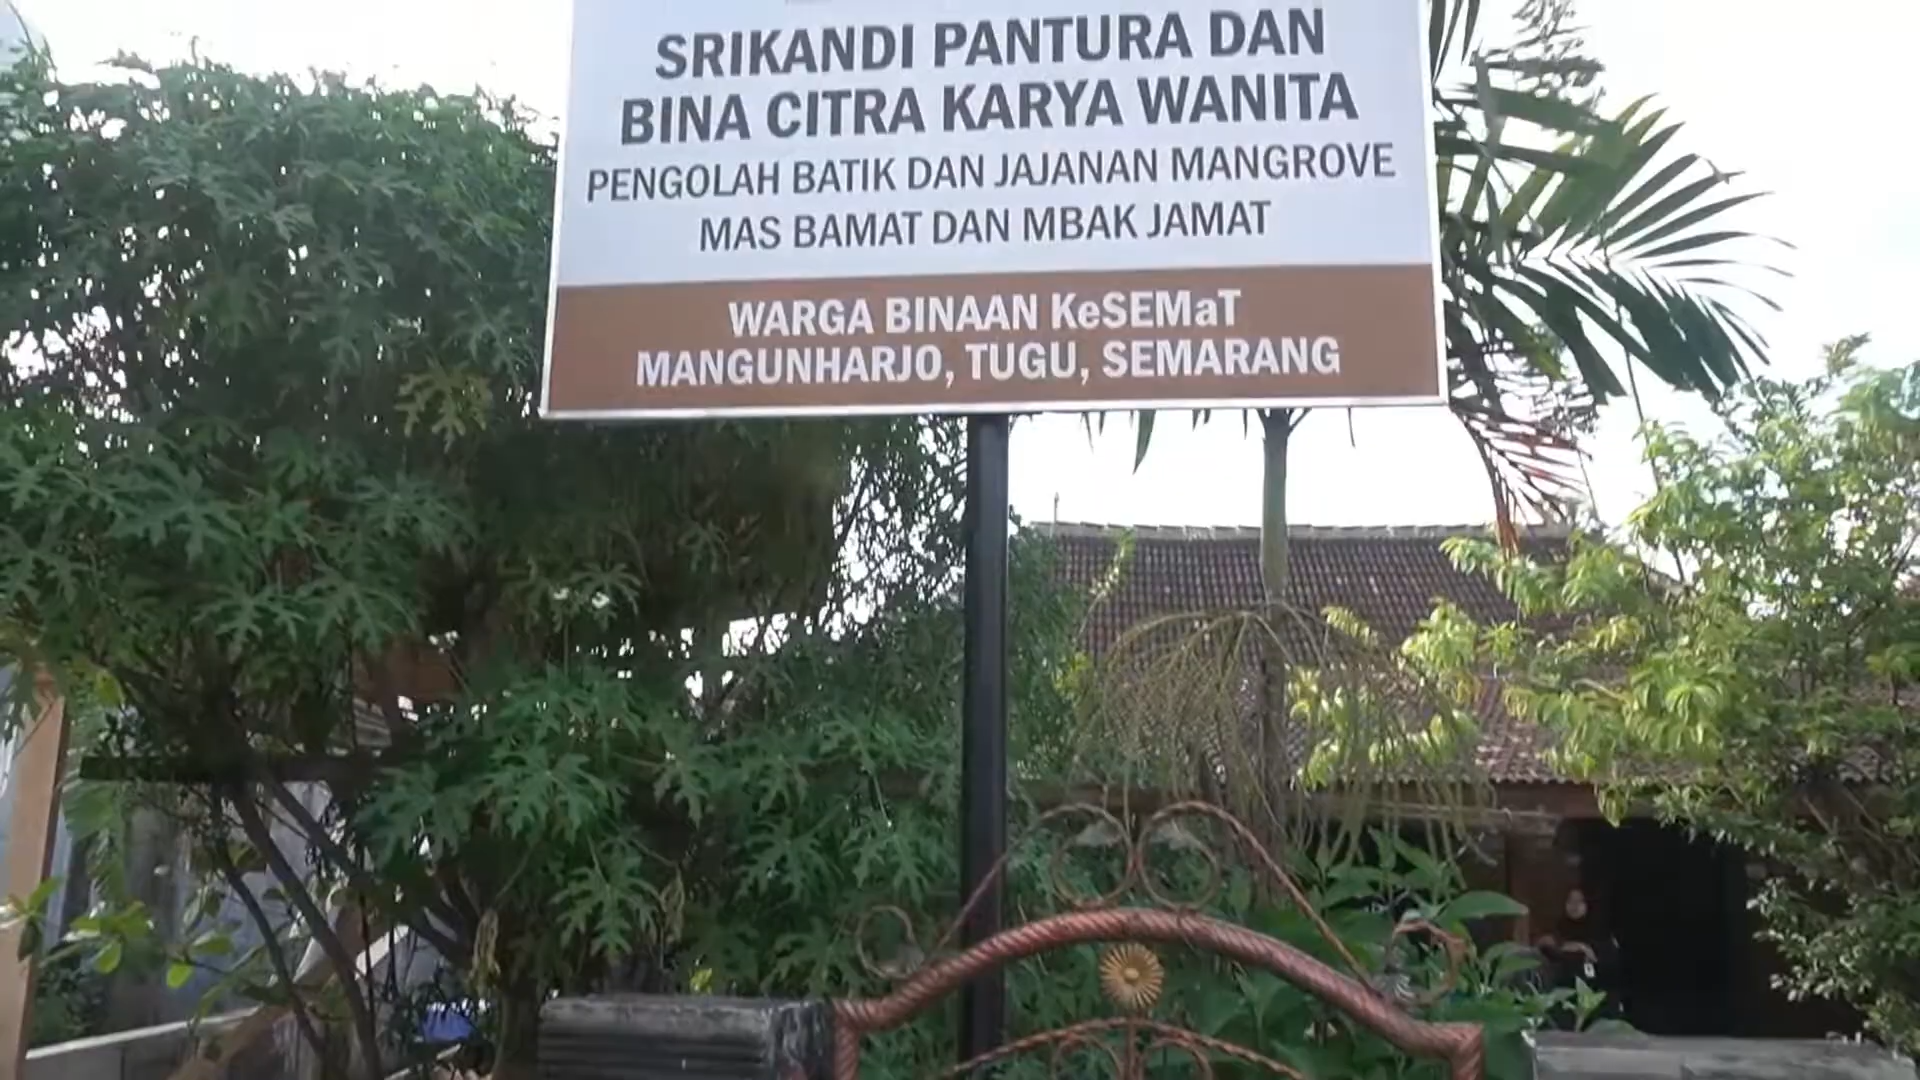 SRIKANDI PANTURA DAN
BINA CITRA KARYA WANITA
PENGOLAH BATIK DAN JAJANAN MANGROVE
MAS BAMAT DAN MBAK JAMAT
WARGA BINAAN KeSEMaT
MANGUNHARJO, TUGU, SEMARANG